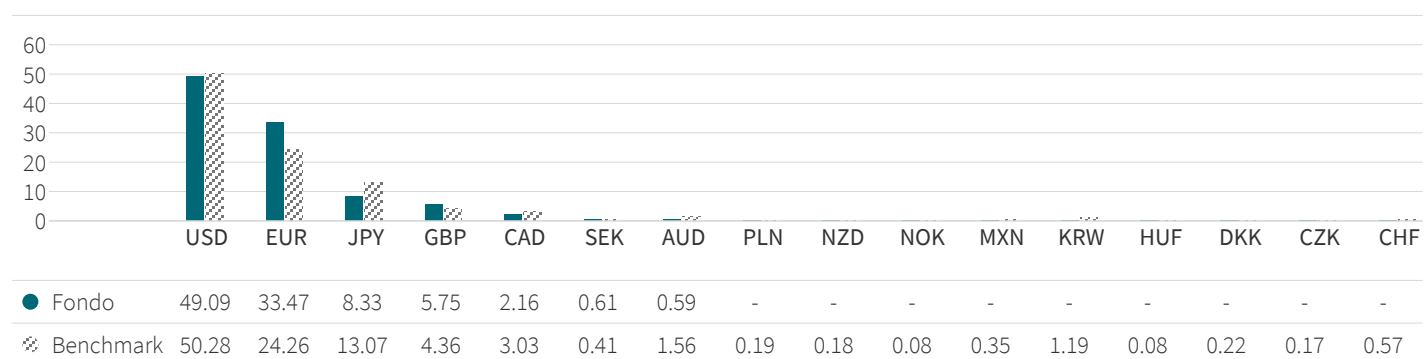 60
50
40
30
20
10
0
USD EUR JPY GBP CAD SEK AUD PLN NZD NOK MXN KRW HUF DKK CZK CHF
Fondo 49.09 33.47 8.33 5.75 2.16 0.61 0.59 - - - - - - - - -
Benchmark 50.28 24.26 13.07 4.36 3.03 0.41 1.56 0.19 0.18 0.08 0.35 1.19 0.08 0.22 0.17 0.57